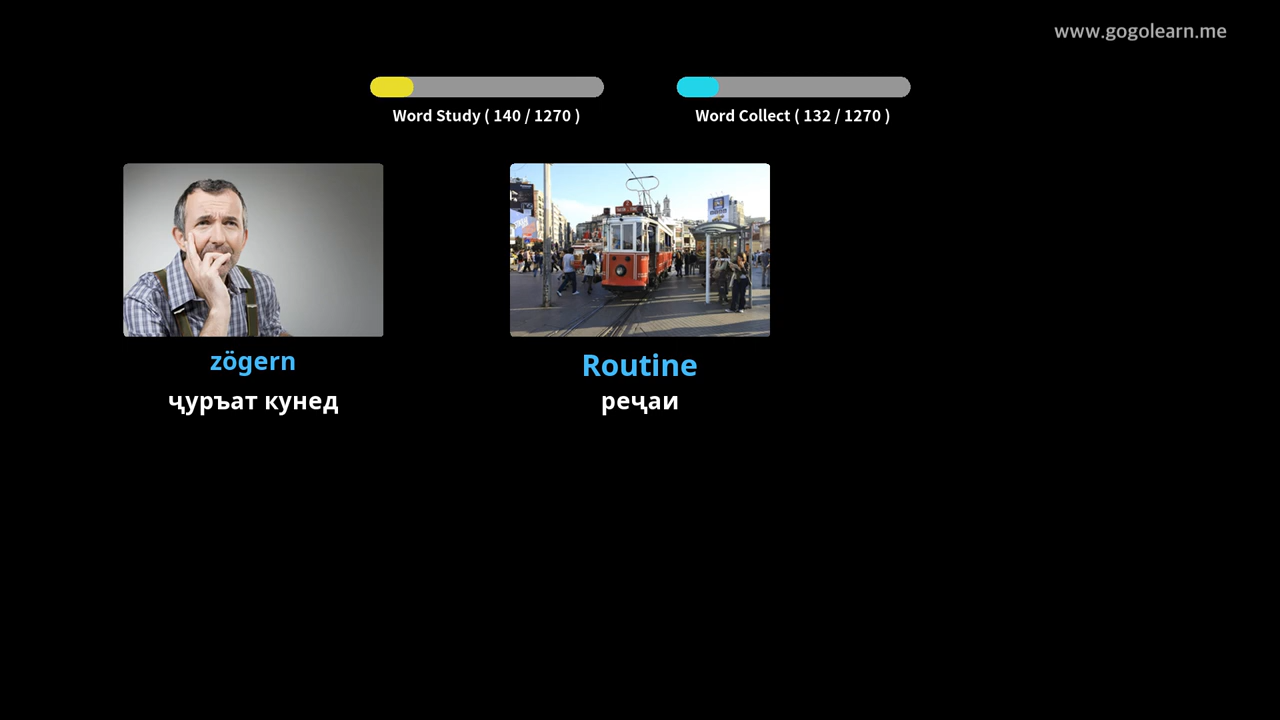 www.gogolearn.me
Word Study ( 140 / 1270 )
Word Collect ( 132 / 1270 )
zögern
ҷуръат кунед
Routine
реҷаи